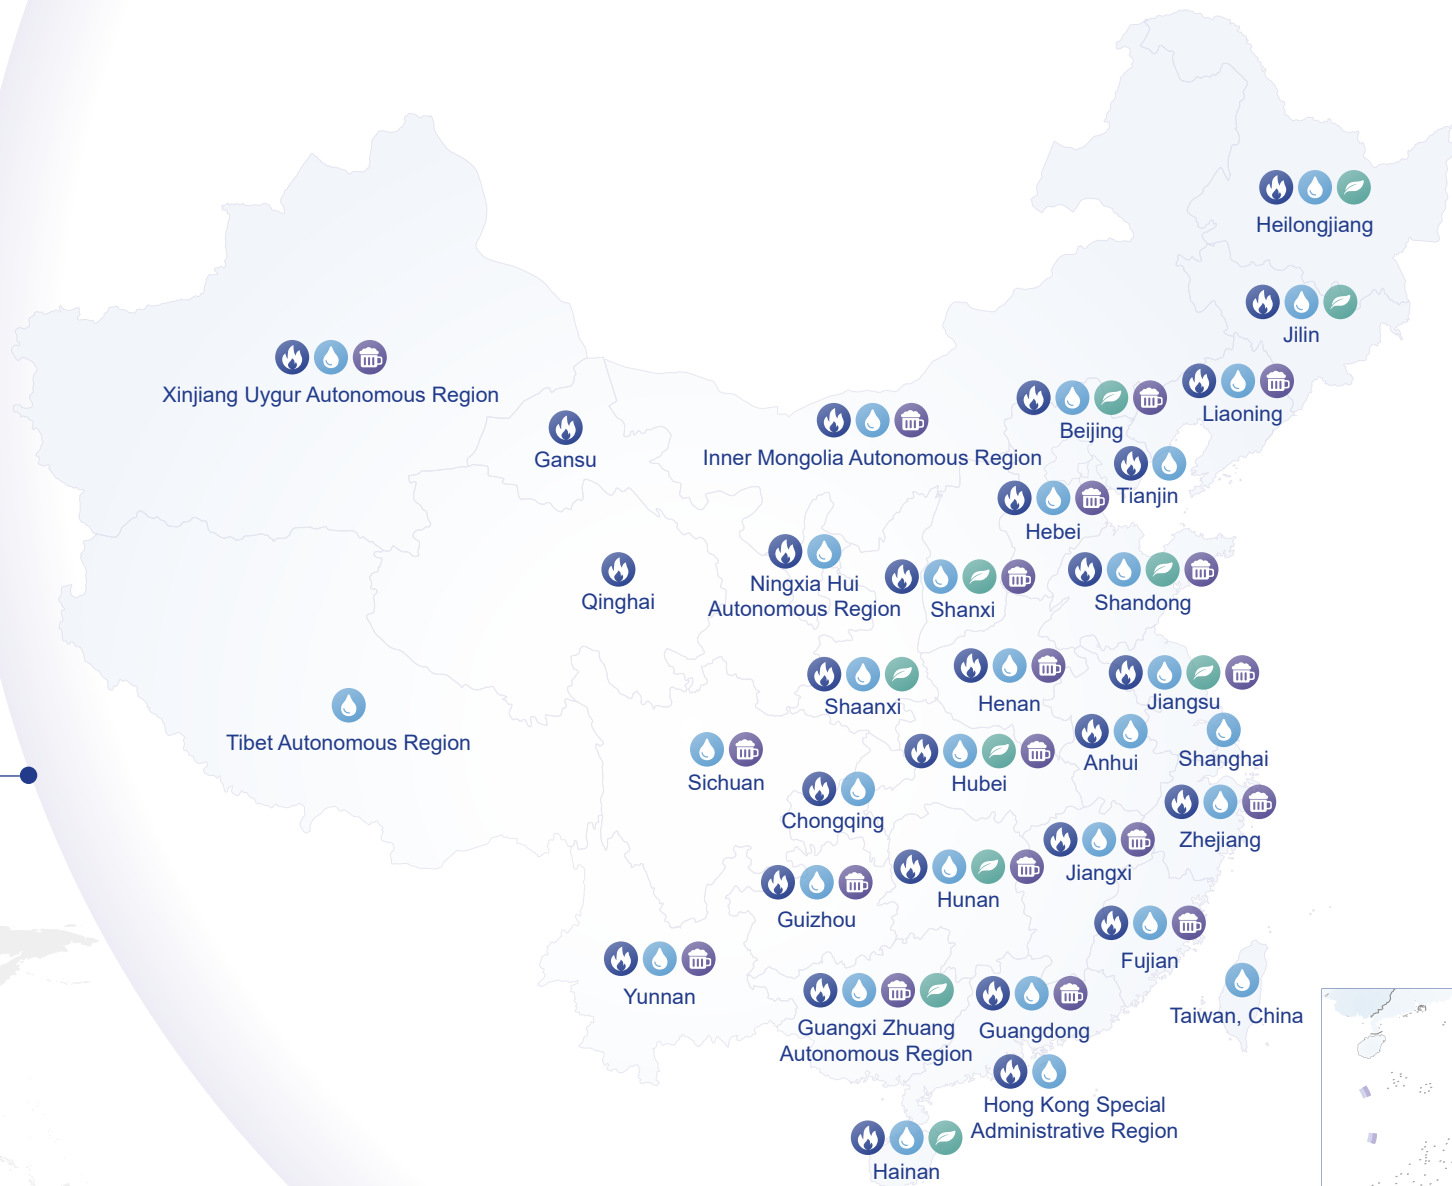 Heilongjiang
Jilin
Xinjiang Uygur Autonomous Region
Liaoning
Beijing
Gansu
Inner Mongolia Autonomous Region
Tianjin
Hebei
Qinghai
Ningxia Hui
Autonomous Region
Shanxi
Shandong
Shaanxi
Henan
Jiangsu
Tibet Autonomous Region
Sichuan
Hubei
Anhui
Shanghai
Chongqing
Zhejiang
Jiangxi
Guizhou
Hunan
Fujian
Yunnan
Taiwan, China
Guangxi Zhuang
Autonomous Region
Guangdong
Hong Kong Special
Administrative Region
Hainan